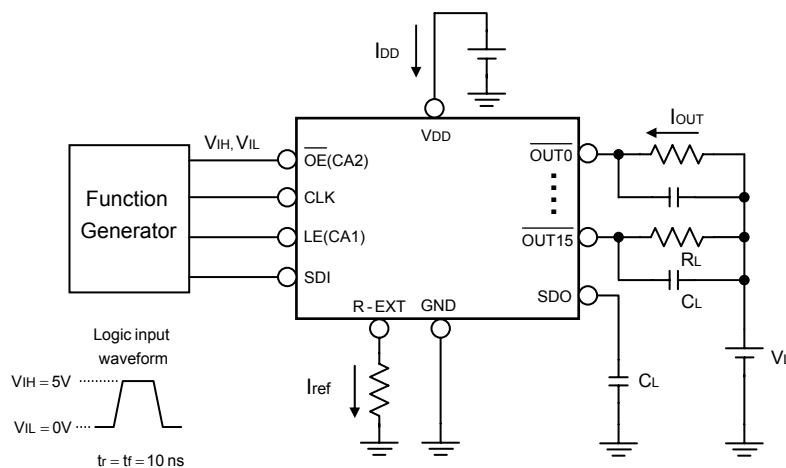 IDD
VDD
VIH, VIL
IOUT
Function
Generator
OE(CA2)
CLK
LE(CA1)
SDI
OUT0
OUT15
SDO
RL
CL
R-EXT
GND
Logic input
waveform
VIH = 5V
VIL = 0V
tr = tf = 10 ns
Iref
CL
VL